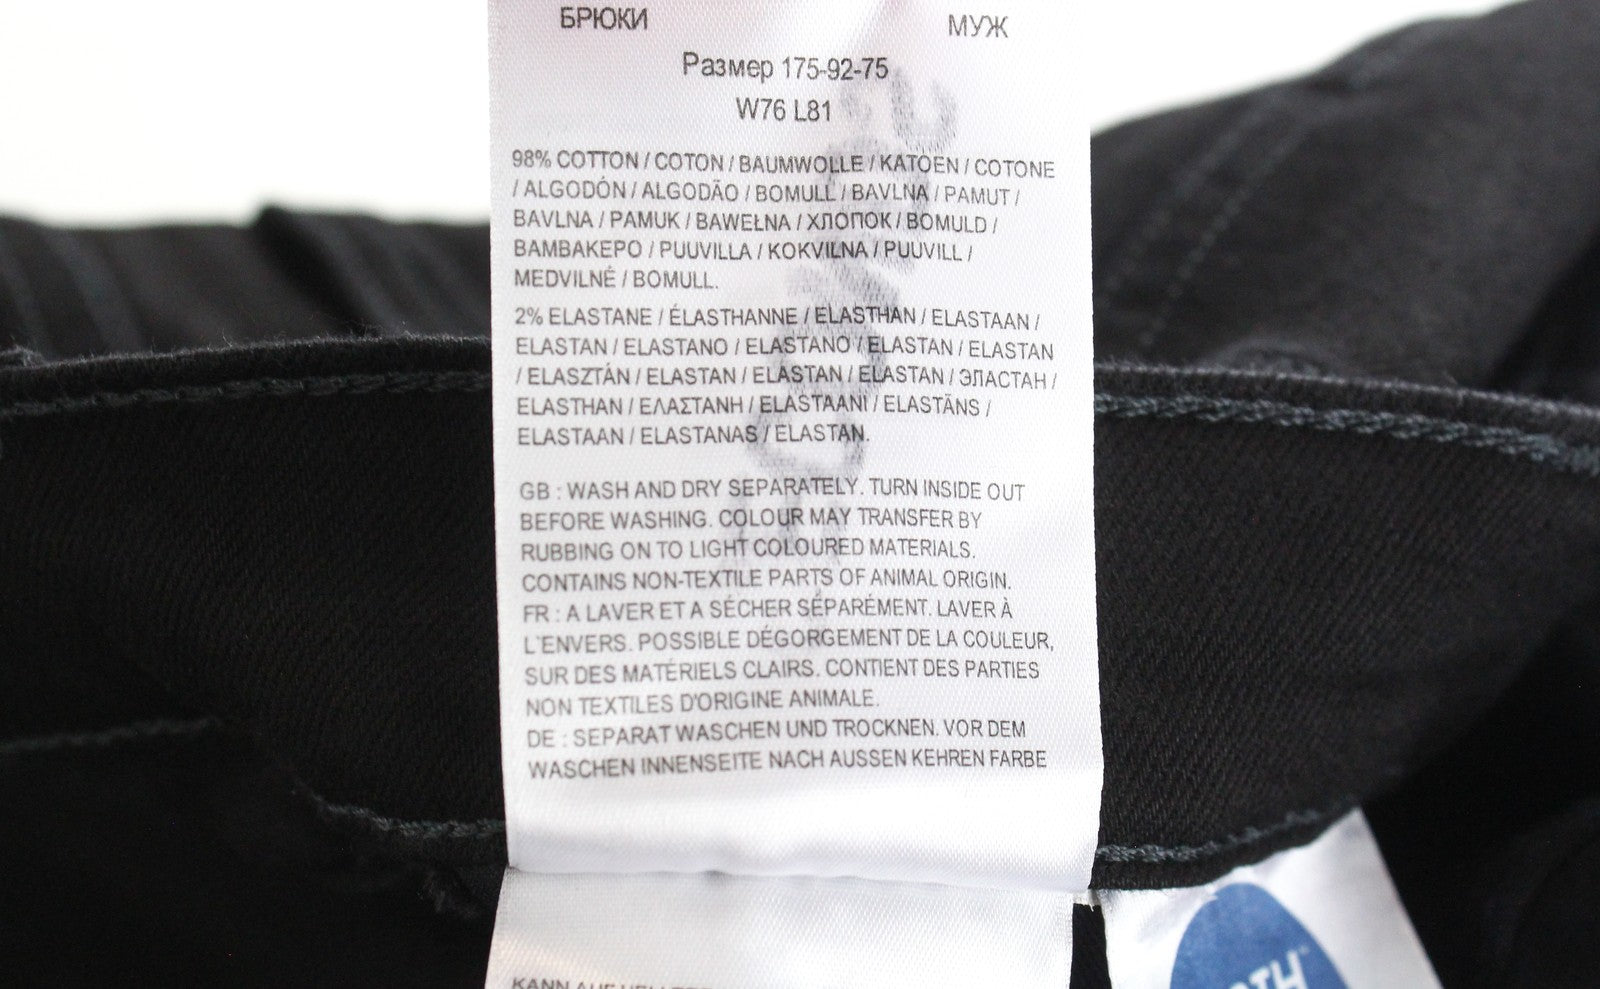 БРЮКИ МУЖ
Размер 175-92-75
W76 L81
98% COTTON / COTON / BAUMWOLLE / KATOEN / COTONE
/ ALGODÓN / ALGODÃO / BOMULL / BAVLNA / PAMUT /
BAVLNA / PAMUK / BAWEŁNA / ХЛОПОК / BOMULD /
ΒΑΜΒΑΚΕΡΟ / PUUVILLA / KOKVILNA / PUUVILL /
MEDVILNÉ / BOMULL.
2% ELASTANE / ÉLASTHANNE / ELASTHAN / ELASTAAN /
ELASTAN / ELASTANO / ELASTANO / ELASTAN / ELASTAN
/ ELASZTÁN / ELASTAN / ELASTAN / ELASTAN / ЭЛАСТАН /
ELASTHAN / ΕΛΑΣΤΑΝΗ / ELASTAANI / ELASTĀNS /
ELASTAAN / ELASTANAS / ELASTAN.
GB : WASH AND DRY SEPARATELY. TURN INSIDE OUT
BEFORE WASHING. COLOUR MAY TRANSFER BY
RUBBING ON TO LIGHT COLOURED MATERIALS.
CONTAINS NON-TEXTILE PARTS OF ANIMAL ORIGIN.
FR : A LAVER ET A SÉCHER SÉPARÉMENT. LAVER À
L`ENVERS. POSSIBLE DÉGORGEMENT DE LA COULEUR,
SUR DES MATÉRIELS CLAIRS. CONTIENT DES PARTIES
NON TEXTILES D'ORIGINE ANIMALE.
DE : SEPARAT WASCHEN UND TROCKNEN. VOR DEM
WASCHEN INNENSEITE NACH AUSSEN KEHREN FARBE
KANN AUF